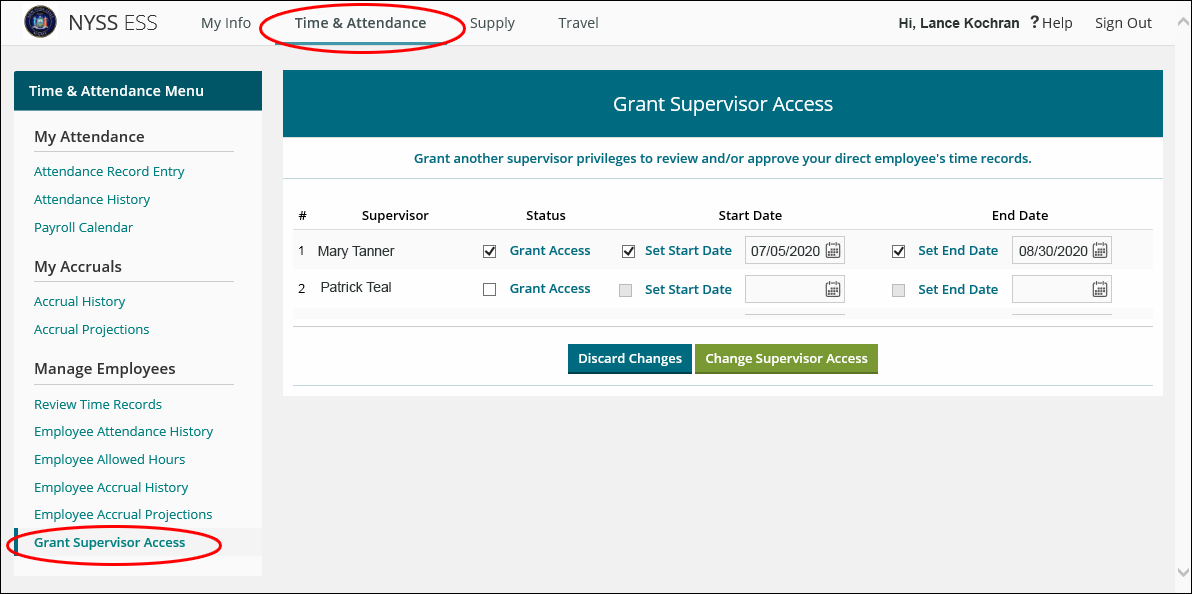 NYSS ESS My Info Time & Attendance Supply Travel Hi, Lance Kochran ? Help Sign Out
Time & Attendance Menu
My Attendance
Attendance Record Entry
Attendance History
Payroll Calendar
My Accruals
Accrual History
Accrual Projections
Manage Employees
Review Time Records
Employee Attendance History
Employee Allowed Hours
Employee Accrual History
Employee Accrual Projections
Grant Supervisor Access
Grant Supervisor Access
Grant another supervisor privileges to review and/or approve your direct employee's time records.
# Supervisor Status Start Date End Date
1 Mary Tanner Grant Access Set Start Date 07/05/2020 Set End Date 08/30/2020
2 Patrick Teal Grant Access Set Start Date Set End Date
Discard Changes Change Supervisor Access